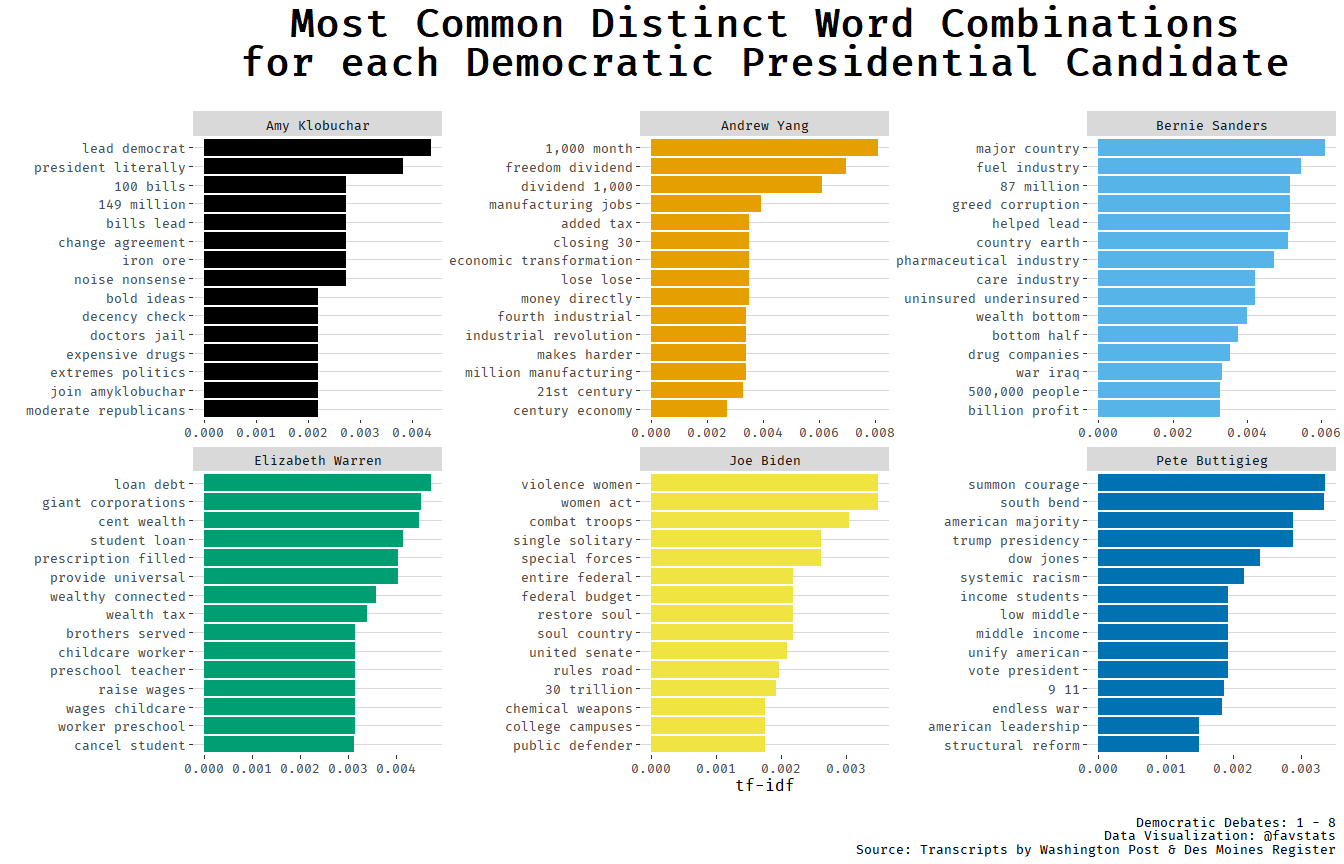 Most Common Distinct Word Combinations
for each Democratic Presidential Candidate
Amy Klobuchar
lead democrat
president literally
100 bills
149 million
bills lead
change agreement
iron ore
noise nonsense
bold ideas
decency check
doctors jail
expensive drugs
extremes politics
join amyklobuchar
moderate republicans
0.000 0.001 0.002 0.003 0.004
Andrew Yang
1,000 month
freedom dividend
dividend 1,000
manufacturing jobs
added tax
closing 30
economic transformation
lose lose
money directly
fourth industrial
industrial revolution
makes harder
million manufacturing
21st century
century economy
0.000 0.002 0.004 0.006 0.008
Bernie Sanders
major country
fuel industry
87 million
greed corruption
helped lead
country earth
pharmaceutical industry
care industry
uninsured underinsured
wealth bottom
bottom half
drug companies
war iraq
500,000 people
billion profit
0.000 0.002 0.004 0.006
Elizabeth Warren
loan debt
giant corporations
cent wealth
student loan
prescription filled
provide universal
wealthy connected
wealth tax
brothers served
childcare worker
preschool teacher
raise wages
wages childcare
worker preschool
cancel student
0.000 0.001 0.002 0.003 0.004
Joe Biden
violence women
women act
combat troops
single solitary
special forces
entire federal
federal budget
restore soul
soul country
united senate
rules road
30 trillion
chemical weapons
college campuses
public defender
0.000 0.001 0.002 0.003
Pete Buttigieg
summon courage
south bend
american majority
trump presidency
dow jones
systemic racism
income students
low middle
middle income
unify american
vote president
9 11
endless war
american leadership
structural reform
0.000 0.001 0.002 0.003
tf-idf
Democratic Debates: 1 - 8
Data Visualization: @favstats
Source: Transcripts by Washington Post & Des Moines Register